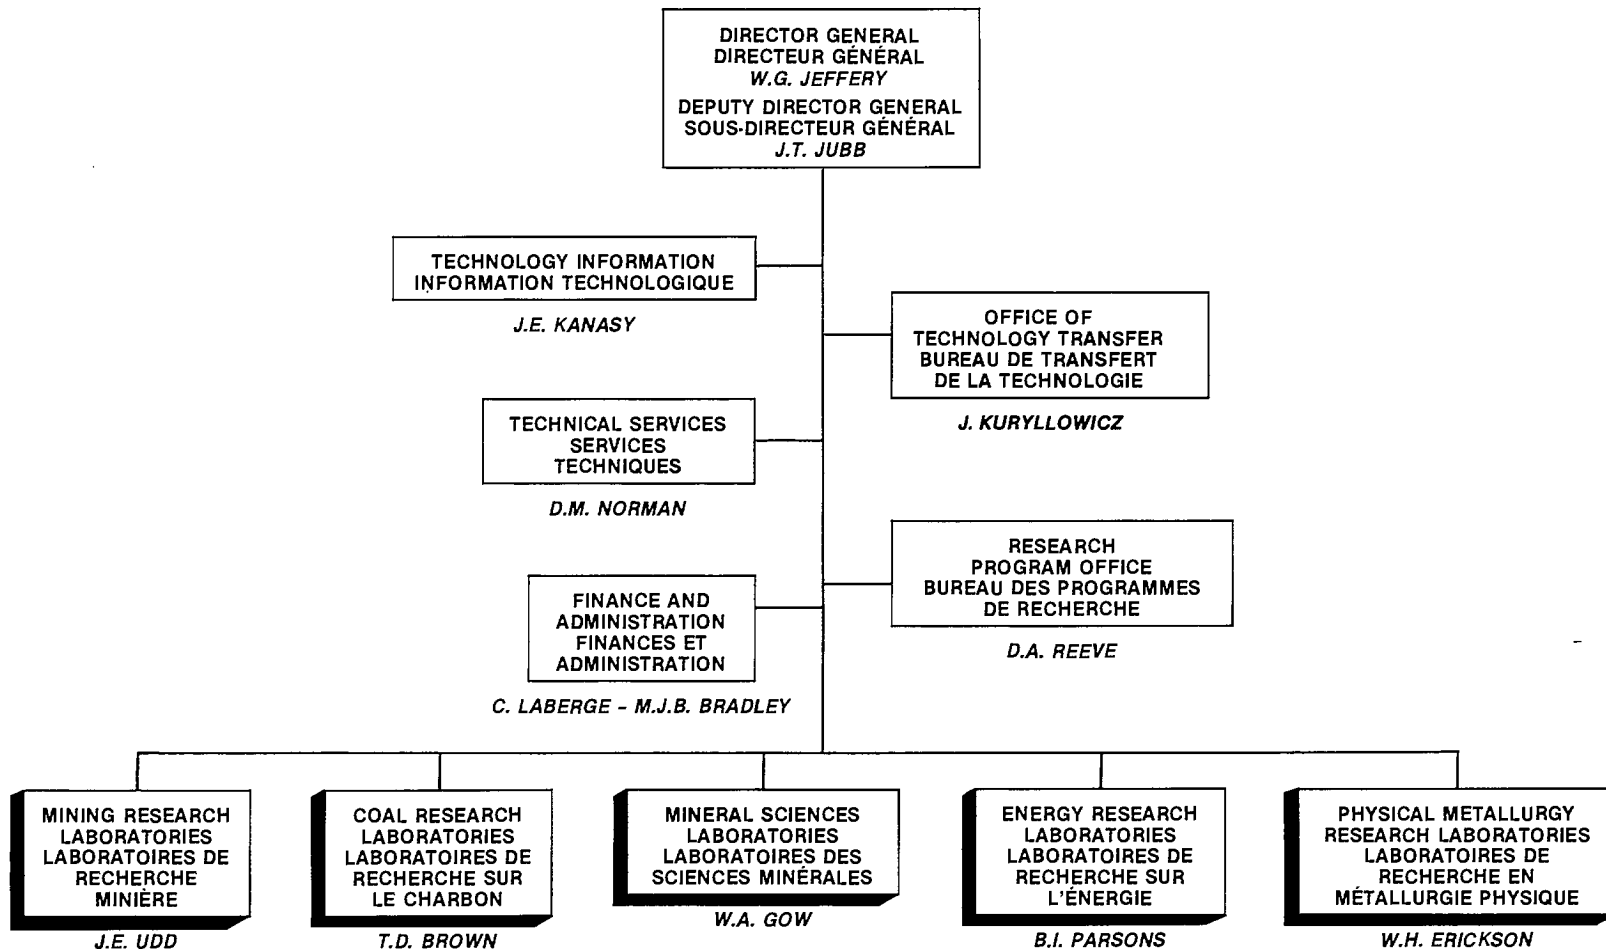 DIRECTOR GENERAL
DIRECTEUR GÉNÉRAL
W.G. JEFFERY
DEPUTY DIRECTOR GENERAL
SOUS-DIRECTEUR GÉNÉRAL
J.T. JUBB
TECHNOLOGY INFORMATION
INFORMATION TECHNOLOGIQUE
J.E. KANASY
OFFICE OF
TECHNOLOGY TRANSFER
BUREAU DE TRANSFERT
DE LA TECHNOLOGIE
J. KURYLLOWICZ
TECHNICAL SERVICES
SERVICES
TECHNIQUES
D.M. NORMAN
RESEARCH
PROGRAM OFFICE
BUREAU DES PROGRAMMES
DE RECHERCHE
D.A. REEVE
FINANCE AND
ADMINISTRATION
FINANCES ET
ADMINISTRATION
C. LABERGE – M.J.B. BRADLEY
MINING RESEARCH
LABORATORIES
LABORATOIRES DE
RECHERCHE
MINIÈRE
J.E. UDD
COAL RESEARCH
LABORATORIES
LABORATOIRES DE
RECHERCHE SUR
LE CHARBON
T.D. BROWN
MINERAL SCIENCES
LABORATORIES
LABORATOIRES DES
SCIENCES MINÉRALES
W.A. GOW
ENERGY RESEARCH
LABORATORIES
LABORATOIRES DE
RECHERCHE SUR
L'ÉNERGIE
B.I. PARSONS
PHYSICAL METALLURGY
RESEARCH LABORATORIES
LABORATOIRES DE
RECHERCHE EN
MÉTALLURGIE PHYSIQUE
W.H. ERICKSON